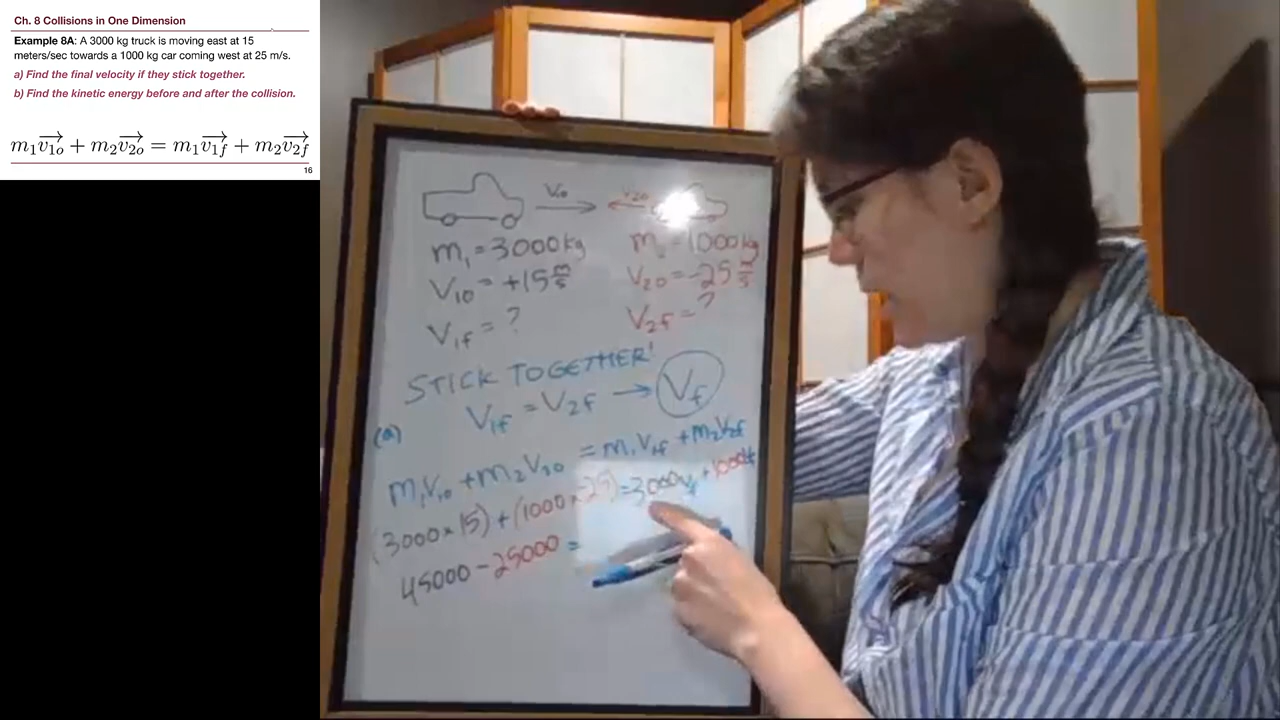 Ch. 8 Collisions in One Dimension
Example 8A: A 3000 kg truck is moving east at 15
meters/sec towards a 1000 kg car coming west at 25 m/s.
a) Find the final velocity if they stick together.
b) Find the kinetic energy before and after the collision.
m₁v₁ₒ + m₂v₂ₒ = m₁v₁f + m₂v₂f
16
V₁₀ V₂₀
m₁ = 3000kg
V₁₀ = +15 m/s
V₁f = ?
1000kg
V₂₀ = -25 m/s
V₂f = ?
STICK TOGETHER!
V₁f = V₂f → Vf
(a)
m₁V₁₀ + m₂V₂₀ = m₁V₁f + m₂V₂f
(3000 × 15) + (1000 × -25) = 3000Vf + 1000Vf
45000 - 25000 =